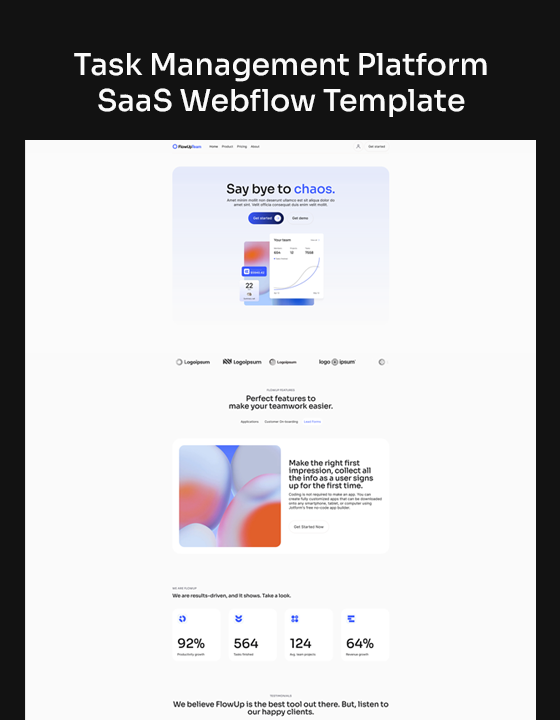 Task Management Platform
SaaS Webflow Template
FlowUpTeam Home Product Pricing About Get started
Say bye to chaos.
Amet minim mollit non deserunt ullamco est sit aliqua dolor do
amet sint. Velit officia consequat duis enim velit mollit.
Get started Get demo
Your team
22
Logoipsum Logoipsum Logoipsum logo ipsum
FLOWUP FEATURES
Perfect features to
make your teamwork easier.
Applications Customer On-boarding Lead Forms
Make the right first
impression, collect all
the info as a user signs
up for the first time.
Coding is not required to make an app. You can
create fully customized apps that can be downloaded
onto any smartphone, tablet, or computer using
Jotform's free no-code app builder.
Get Started Now
WE ARE FLOWUP
We are results-driven, and it shows. Take a look.
92% 564 124 64%
Productivity growth Tasks finished Avg. team projects Revenue growth
TESTIMONIALS
We believe FlowUp is the best tool out there. But, listen to
our happy clients.